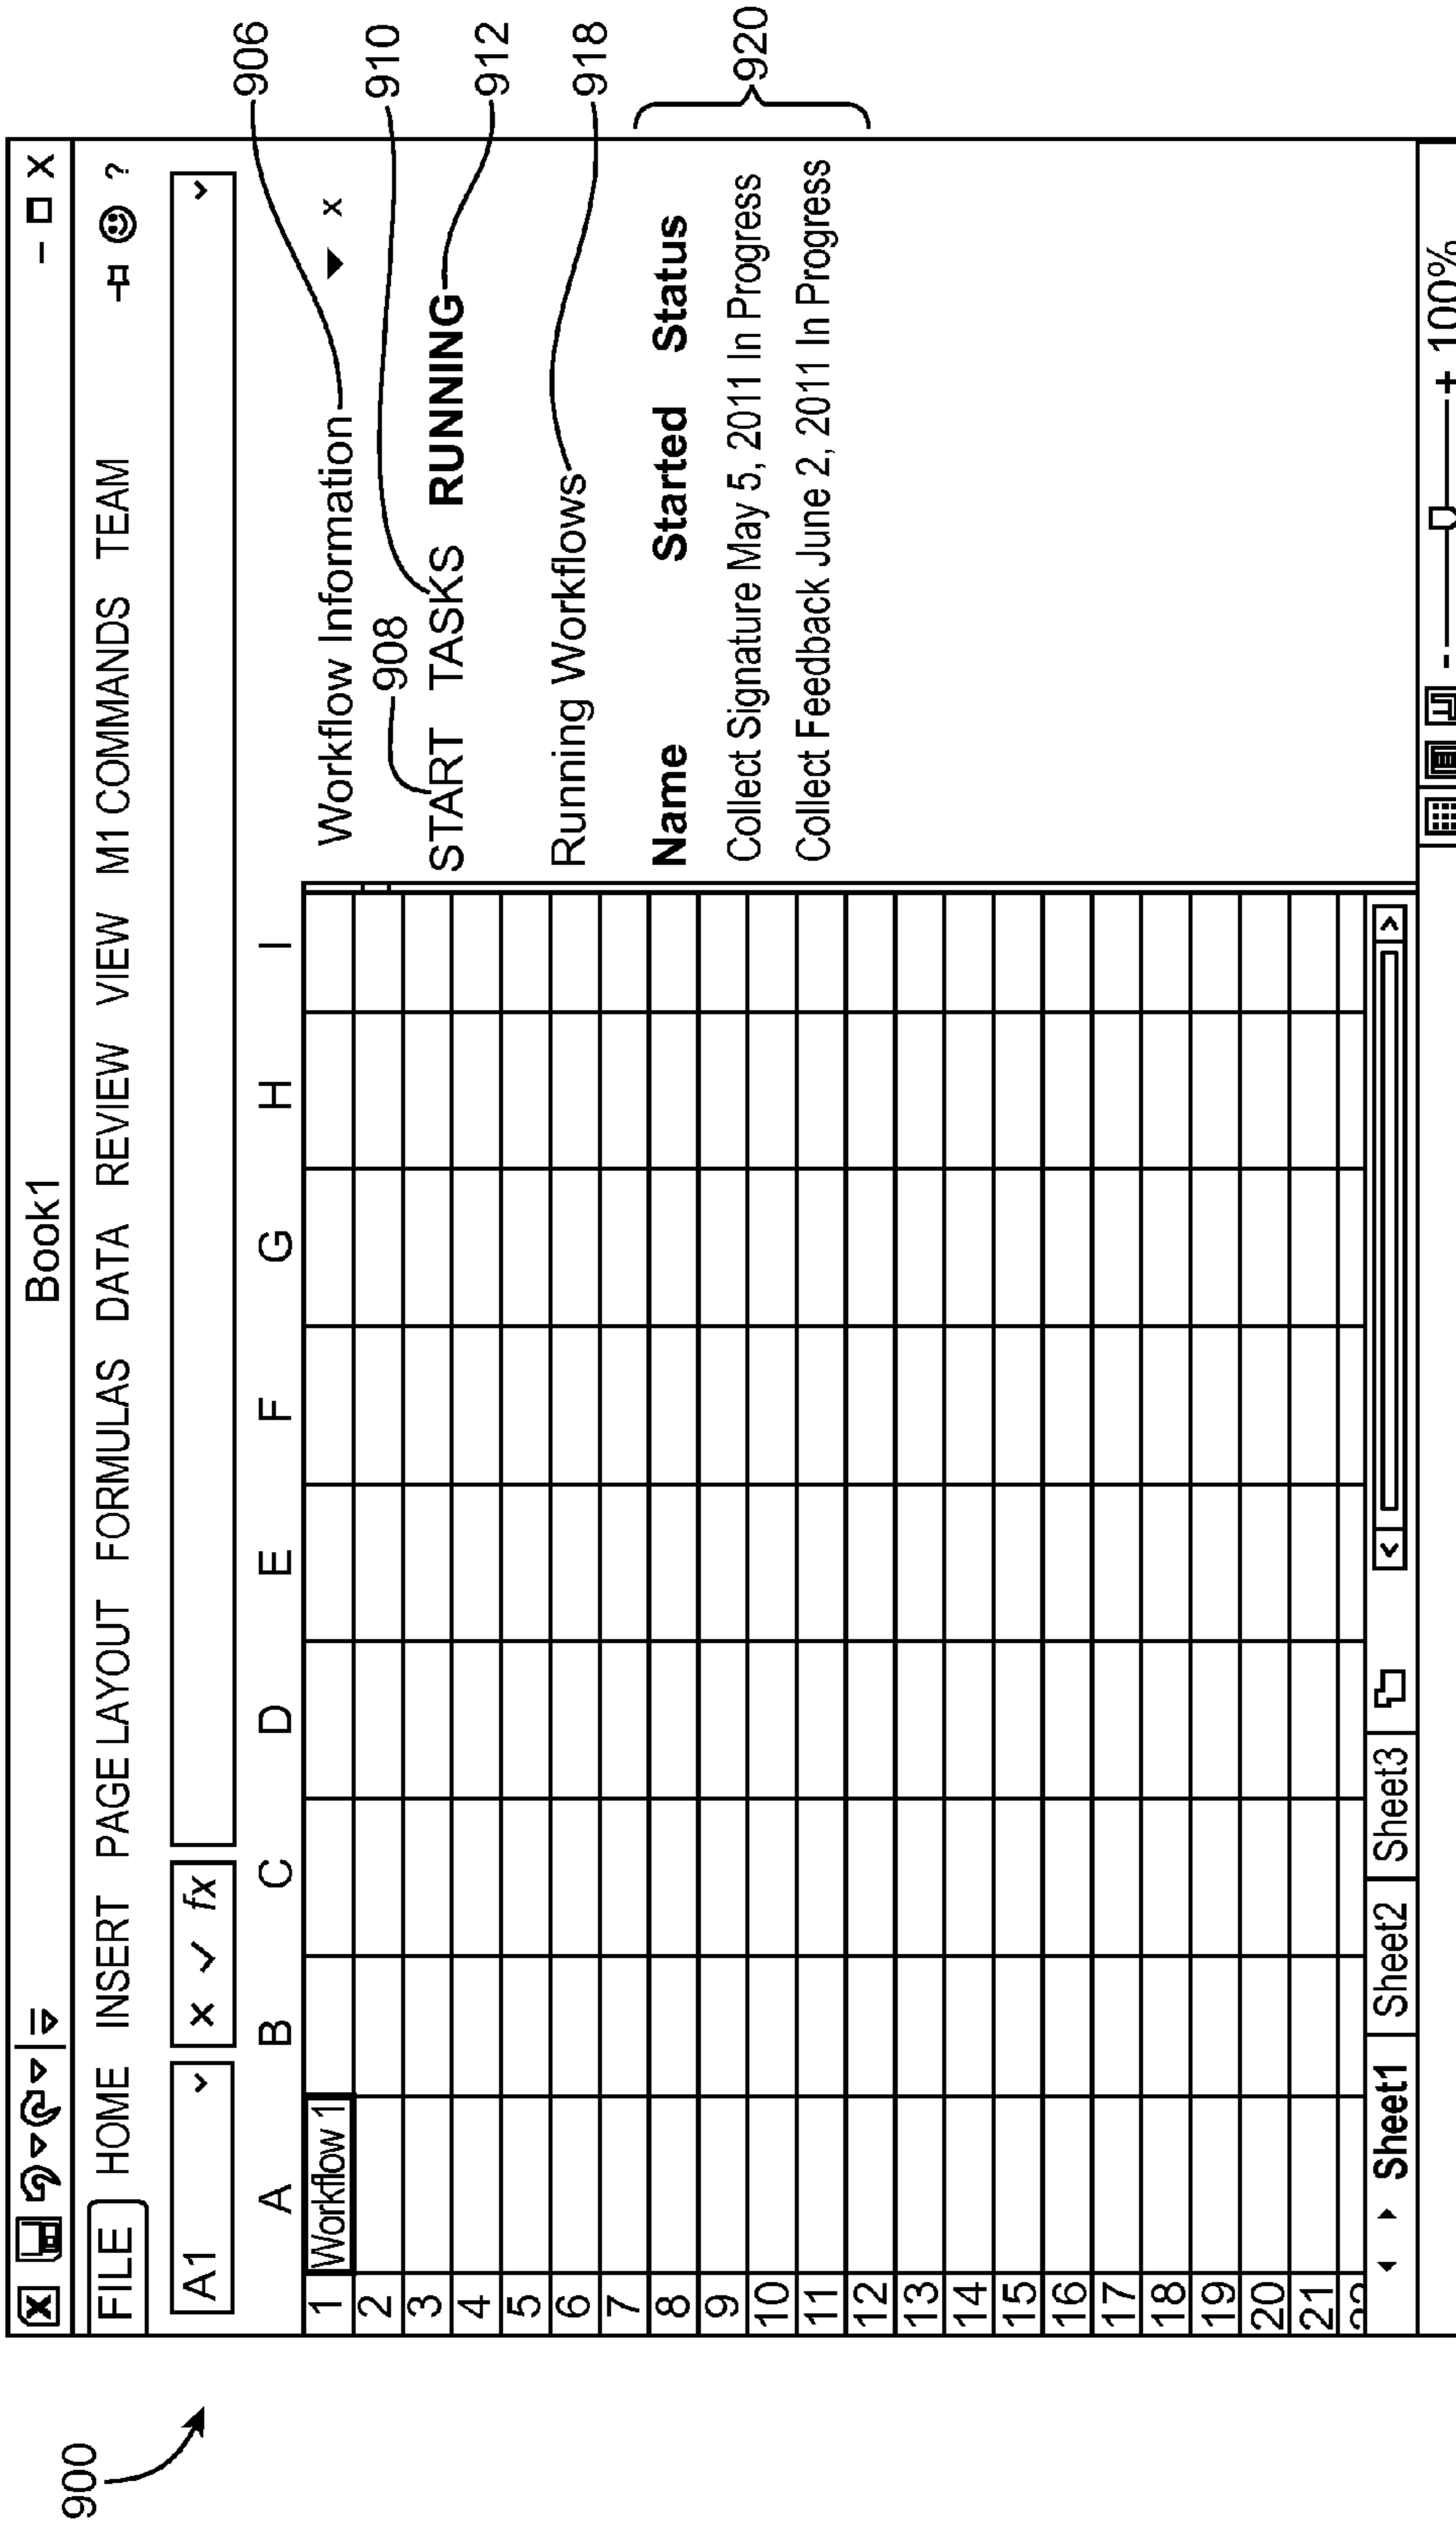 900
Book1
- □ X
FILE HOME INSERT PAGE LAYOUT FORMULAS DATA REVIEW VIEW M1 COMMANDS TEAM ?
A1 fx
A B C D E F G H I
1 Workflow 1
2
3
4
5
6
7
8
9
10
11
12
13
14
15
16
17
18
19
20
21
Workflow Information x
906
908
START TASKS RUNNING
910
912
Running Workflows
918
Name Started Status
Collect Signature May 5, 2011 In Progress
Collect Feedback June 2, 2011 In Progress
920
Sheet1 Sheet2 Sheet3
- + 100%